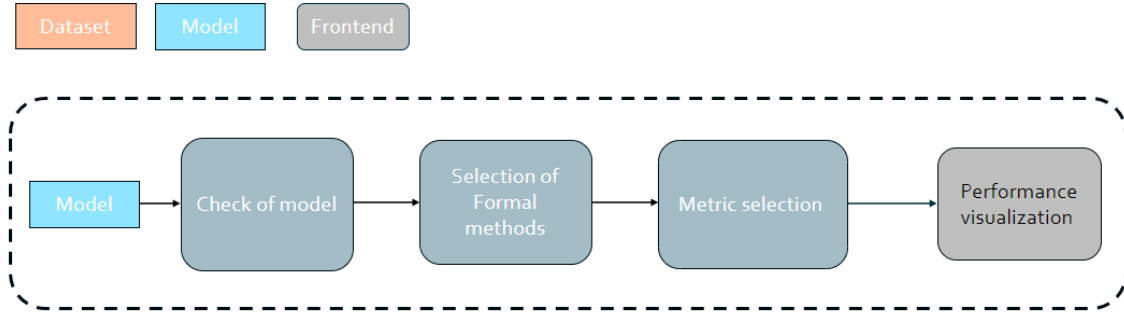 Dataset
Model
Frontend
Model
Check of model
Selection of
Formal
methods
Metric selection
Performance
visualization